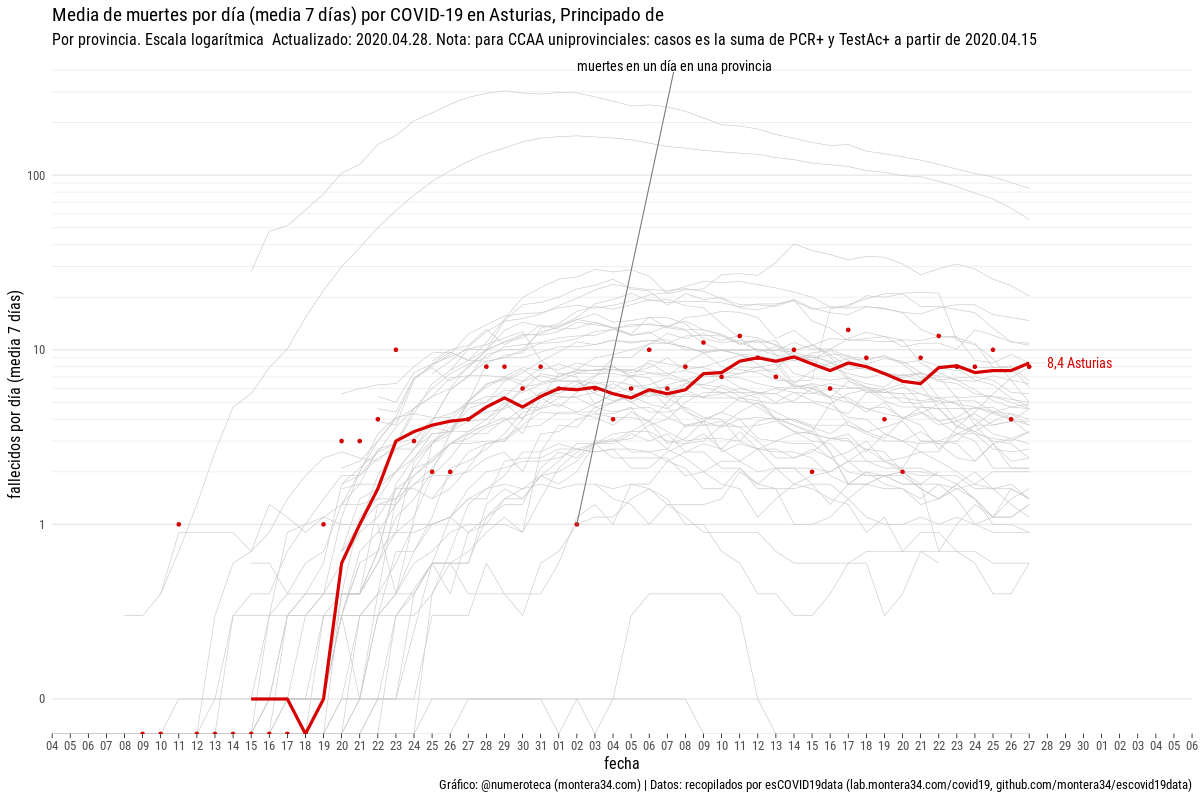 Media de muertes por día (media 7 días) por COVID-19 en Asturias, Principado de
Por provincia. Escala logarítmica  Actualizado: 2020.04.28. Nota: para CCAA uniprovinciales: casos es la suma de PCR+ y TestAc+ a partir de 2020.04.15
muertes en un día en una provincia
fallecidos por día (media 7 días)
100
10
1
0
8,4 Asturias
04 05 06 07 08 09 10 11 12 13 14 15 16 17 18 19 20 21 22 23 24 25 26 27 28 29 30 31 01 02 03 04 05 06 07 08 09 10 11 12 13 14 15 16 17 18 19 20 21 22 23 24 25 26 27 28 29 30 01 02 03 04 05 06
fecha
Gráfico: @numeroteca (montera34.com) | Datos: recopilados por esCOVID19data (lab.montera34.com/covid19, github.com/montera34/escovid19data)